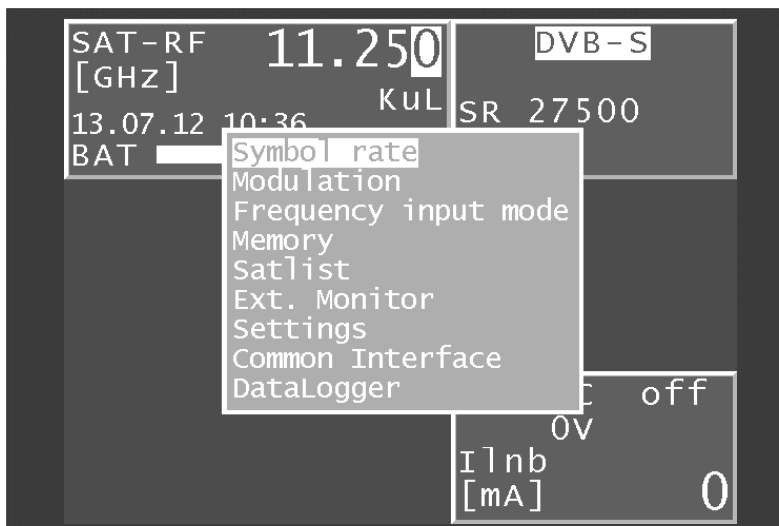 SAT-RF 11.250
[GHz]
KuL
13.07.12 10:36
BAT
DVB-S
SR 27500
Symbol rate
Modulation
Frequency input mode
Memory
Satlist
Ext. Monitor
Settings
Common Interface
DataLogger
off
0V
Ilnb
[mA] 0